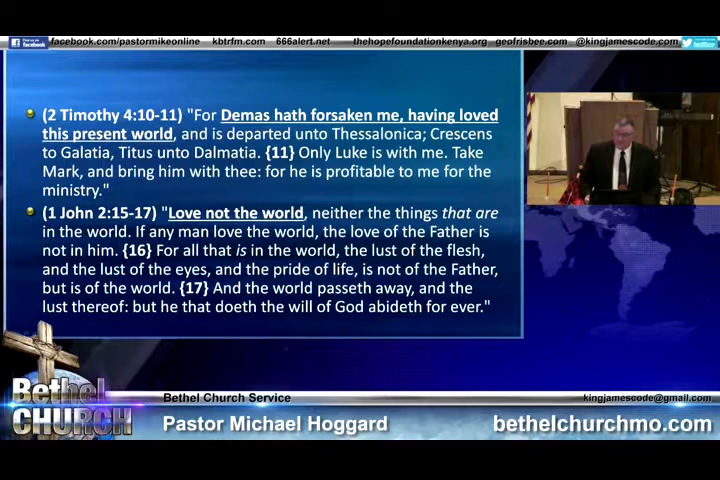 Find us on facebook facebook.com/pastormikeonline kbtrfm.com 666alert.net thehopefoundationkenya.org geofrisbee.com @kingjamescode.com twitter
(2 Timothy 4:10-11) "For Demas hath forsaken me, having loved
this present world, and is departed unto Thessalonica; Crescens
to Galatia, Titus unto Dalmatia. {11} Only Luke is with me. Take
Mark, and bring him with thee: for he is profitable to me for the
ministry."
(1 John 2:15-17) "Love not the world, neither the things that are
in the world. If any man love the world, the love of the Father is
not in him. {16} For all that is in the world, the lust of the flesh,
and the lust of the eyes, and the pride of life, is not of the Father,
but is of the world. {17} And the world passeth away, and the
lust thereof: but he that doeth the will of God abideth for ever."
Bethel
CHURCH
Bethel Church Service kingjamescode@gmail.com
Pastor Michael Hoggard bethelchurchmo.com